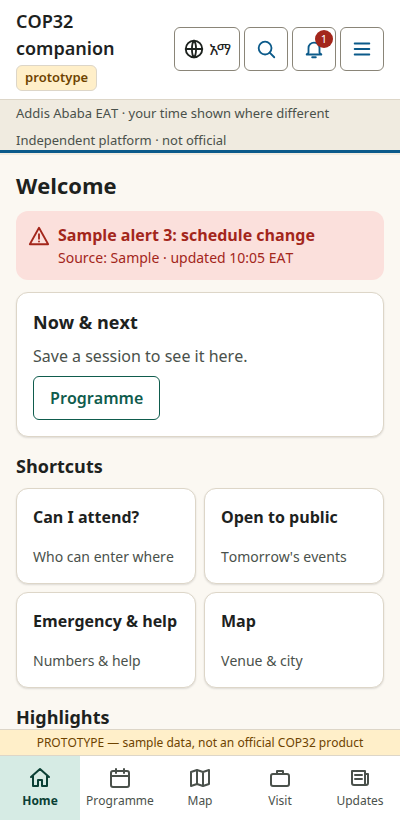 COP32
companion
prototype
አማ
1
Addis Ababa EAT · your time shown where different
Independent platform · not official
Welcome
Sample alert 3: schedule change
Source: Sample · updated 10:05 EAT
Now & next
Save a session to see it here.
Programme
Shortcuts
Can I attend?
Who can enter where
Open to public
Tomorrow's events
Emergency & help
Numbers & help
Map
Venue & city
Highlights
PROTOTYPE — sample data, not an official COP32 product
Home
Programme
Map
Visit
Updates